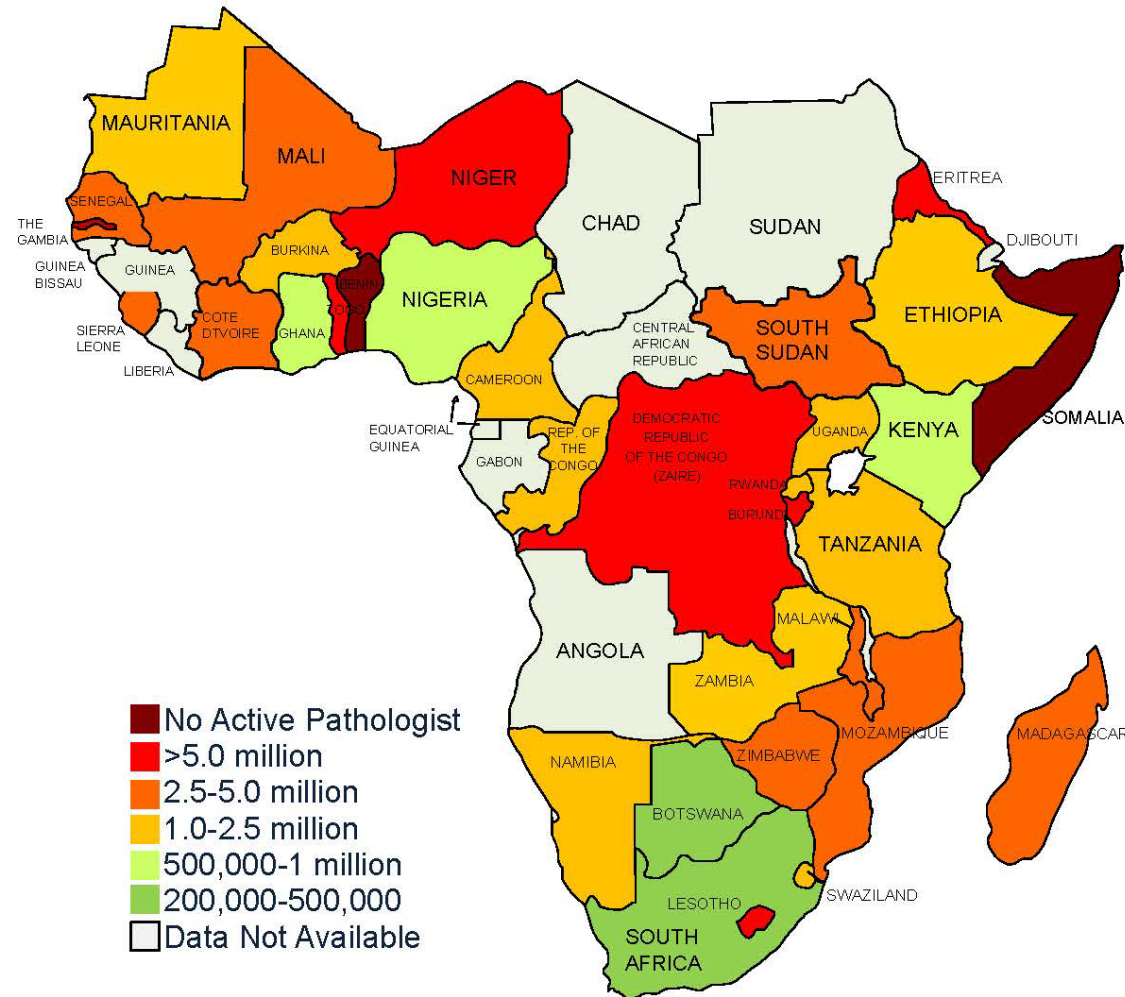 MAURITANIA
MALI
NIGER
CHAD
SUDAN
ERITREA
DJIBOUTI
SENEGAL
THE
GAMBIA
GUINEA
BISSAU
GUINEA
SIERRA
LEONE
LIBERIA
COTE
DTVOIRE
BURKINA
GHANA
OGO
BENIN
NIGERIA
CAMEROON
CENTRAL
AFRICAN
REPUBLIC
SOUTH
SUDAN
ETHIOPIA
SOMALIA
EQUATORIAL
GUINEA
GABON
REP. OF
THE
CONGO
DEMOCRATIC
REPUBLIC
OF THE CONGO
(ZAIRE)
UGANDA
KENYA
RWANDA
BURUND
TANZANIA
ANGOLA
ZAMBIA
MALAWI
MOZAMBIQUE
MADAGASCAR
NAMIBIA
ZIMBABWE
BOTSWANA
SWAZILAND
LESOTHO
SOUTH
AFRICA
No Active Pathologist
>5.0 million
2.5-5.0 million
1.0-2.5 million
500,000-1 million
200,000-500,000
Data Not Available